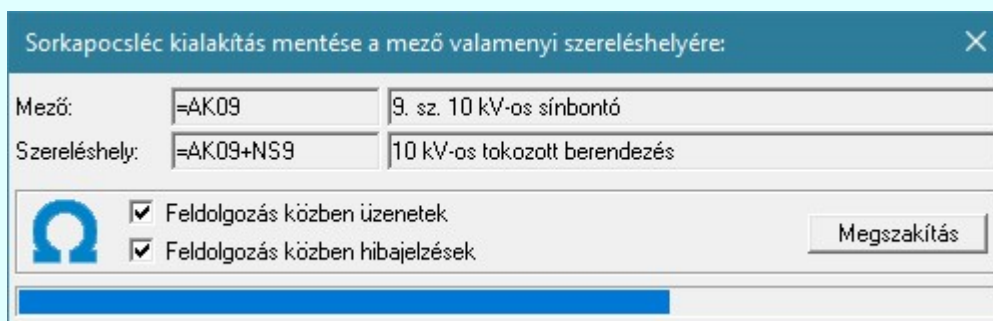 Sorkapocsléc kialakítás mentése a mező valamenyi szereléshelyére:
Mező: =AK09 9. sz. 10 kV-os sínbontó
Szereléshely: =AK09+NS9 10 kV-os tokozott berendezés
Feldolgozás közben üzenetek
Feldolgozás közben hibajelzések
Megszakítás